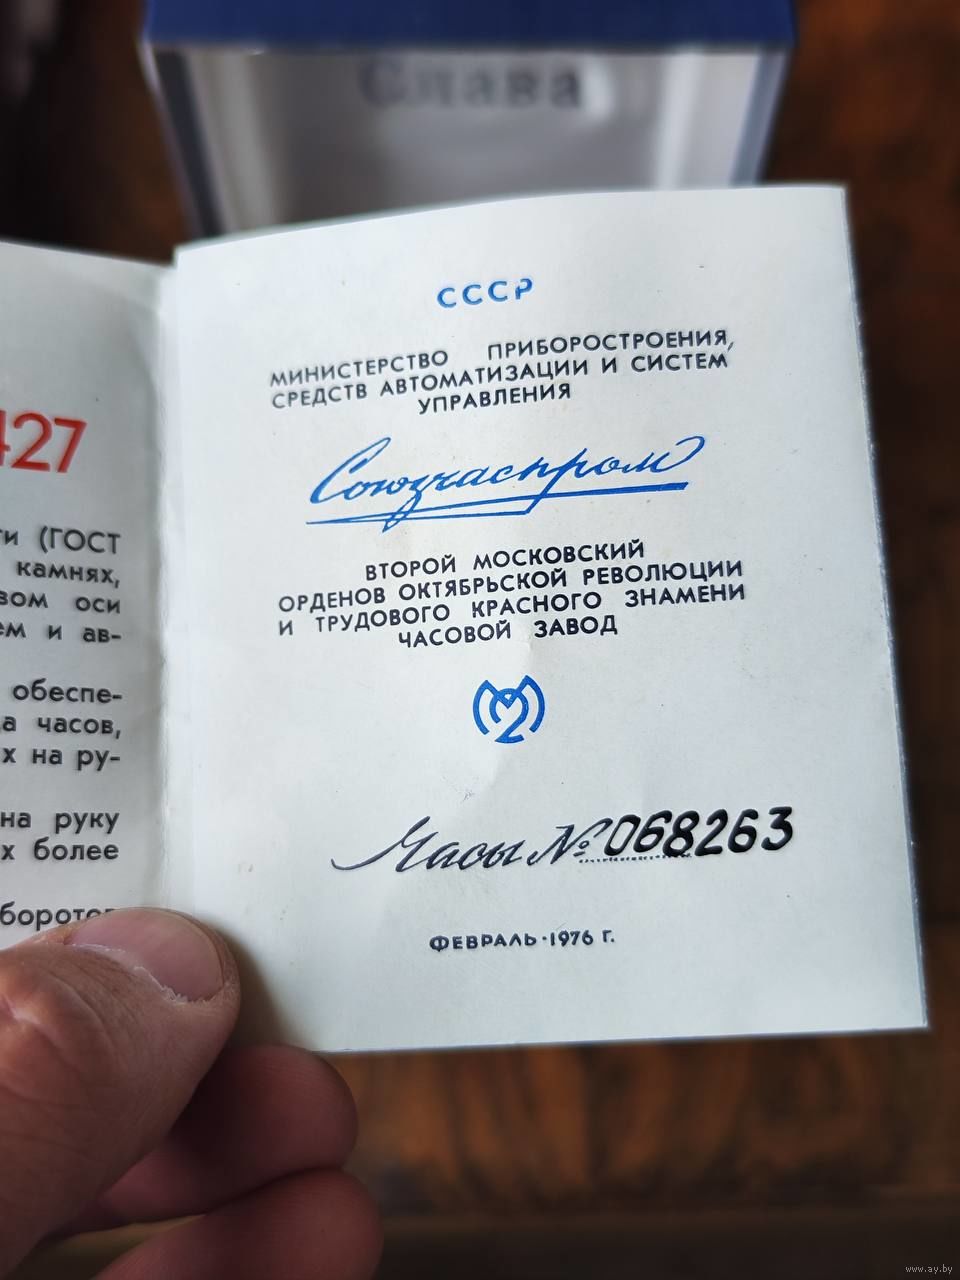 Слава
427
ти (ГОСТ
камнях,
вом оси
ем и ав-
обеспе-
а часов,
х на ру-
на руку
х более
боротов
СССР
МИНИСТЕРСТВО ПРИБОРОСТРОЕНИЯ,
СРЕДСТВ АВТОМАТИЗАЦИИ И СИСТЕМ
УПРАВЛЕНИЯ
Союзчаспром
ВТОРОЙ МОСКОВСКИЙ
ОРДЕНОВ ОКТЯБРЬСКОЙ РЕВОЛЮЦИИ
И ТРУДОВОГО КРАСНОГО ЗНАМЕНИ
ЧАСОВОЙ ЗАВОД
Часы № 068263
ФЕВРАЛЬ·1976 Г.
www.ay.by